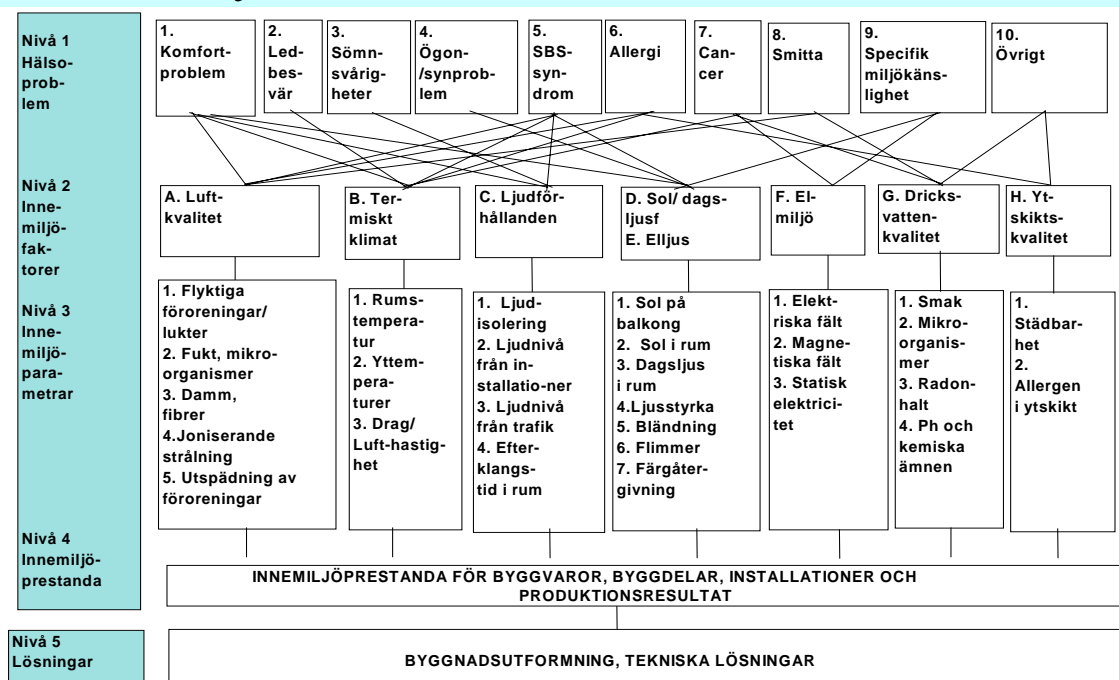 Nivå 1
Hälso-
prob-
lem
1.
Komfort-
problem
2.
Led-
bes-
vär
3.
Sömn-
svårig-
heter
4.
Ögon-
/synprob-
lem
5.
SBS-
syn-
drom
6.
Allergi
7.
Can-
cer
8.
Smitta
9.
Specifik
miljökäns-
lighet
10.
Övrigt
Nivå 2
Inne-
miljö-
fak-
torer
A. Luft-
kvalitet
B. Ter-
miskt
klimat
C. Ljudför-
hållanden
D. Sol/ dags-
ljusf
E. Elljus
F. El-
miljö
G. Dricks-
vatten-
kvalitet
H. Yt-
skikts-
kvalitet
Nivå 3
Inne-
miljö-
para-
metrar
1. Flyktiga
föroreningar/
lukter
2. Fukt, mikro-
organismer
3. Damm,
fibrer
4.Joniserande
strålning
5. Utspädning av
föroreningar
1. Rums-
tempera-
tur
2. Yttem-
pera-
turer
3. Drag/
Luft-hastig-
het
1. Ljud-
isolering
2. Ljudnivå
från in-
stallatio-ner
3. Ljudnivå
från trafik
4. Efter-
klangs-
tid i rum
1. Sol på
balkong
2. Sol i rum
3. Dagsljus
i rum
4.Ljusstyrka
5. Bländning
6. Flimmer
7. Färgåter-
givning
1. Elekt-
riska fält
2. Magne-
tiska fält
3. Statisk
elektrici-
tet
1. Smak
2. Mikro-
organis-
mer
3. Radon-
halt
4. Ph och
kemiska
ämnen
1.
Städbar-
het
2.
Allergen
i ytskikt
Nivå 4
Innemiljö-
prestanda
INNEMILJÖPRESTANDA FÖR BYGGVAROR, BYGGDELAR, INSTALLATIONER OCH
PRODUKTIONSRESULTAT
Nivå 5
Lösningar
BYGGNADSUTFORMNING, TEKNISKA LÖSNINGAR